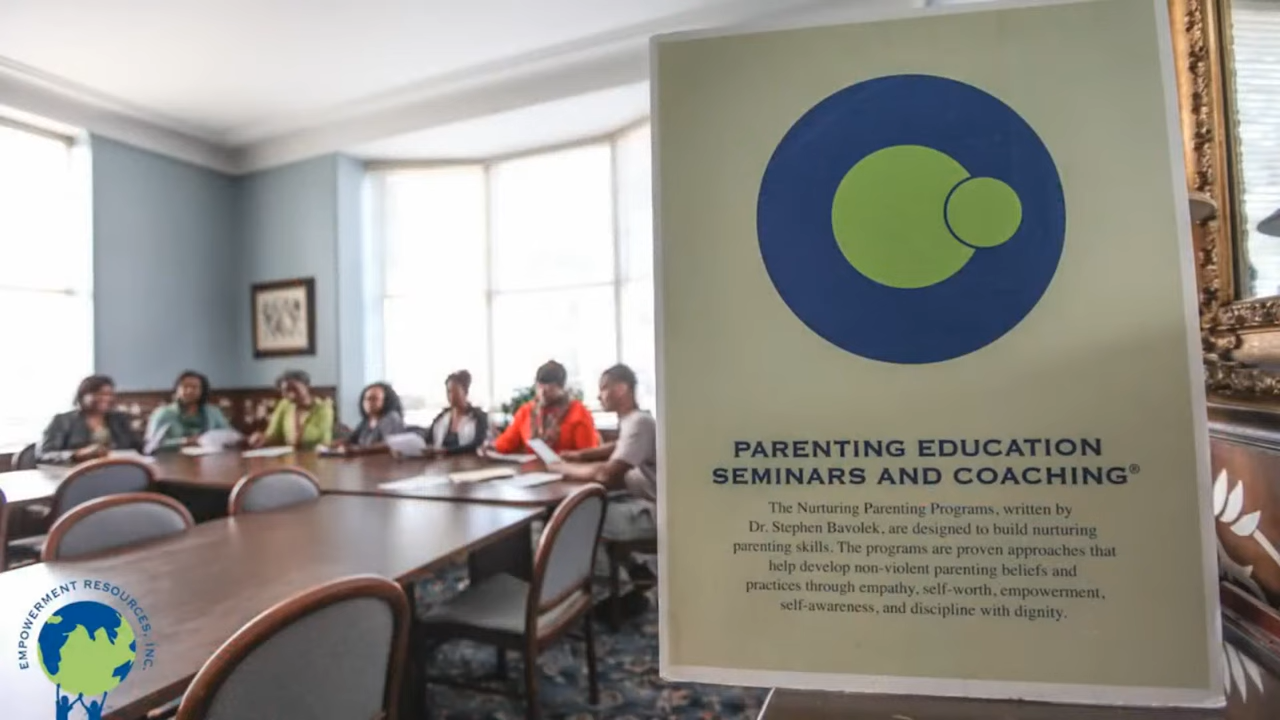 PARENTING EDUCATION
SEMINARS AND COACHING®
The Nurturing Parenting Programs, written by
Dr. Stephen Bavolek, are designed to build nurturing
parenting skills. The programs are proven approaches that
help develop non-violent parenting beliefs and
practices through empathy, self-worth, empowerment,
self-awareness, and discipline with dignity.
EMPOWERMENT RESOURCES, INC.